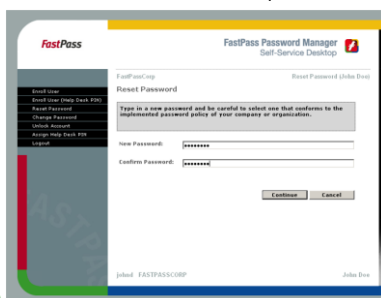 FastPass
FastPass Password Manager
Self-Service Desktop
FastPassCorp
Reset Password (John Doe)
Enroll User
Enroll User (Help Desk PIN)
Reset Password
Change Password
Unlock Account
Assign Help Desk PIN
Logout
Reset Password
Type in a new password and be careful to select one that conforms to the
implemented password policy of your company or organization.
New Password: ••••••••
Confirm Password: ••••••••
Continue
Cancel
FASTPA
johnd FASTPASSCORP
John Doe